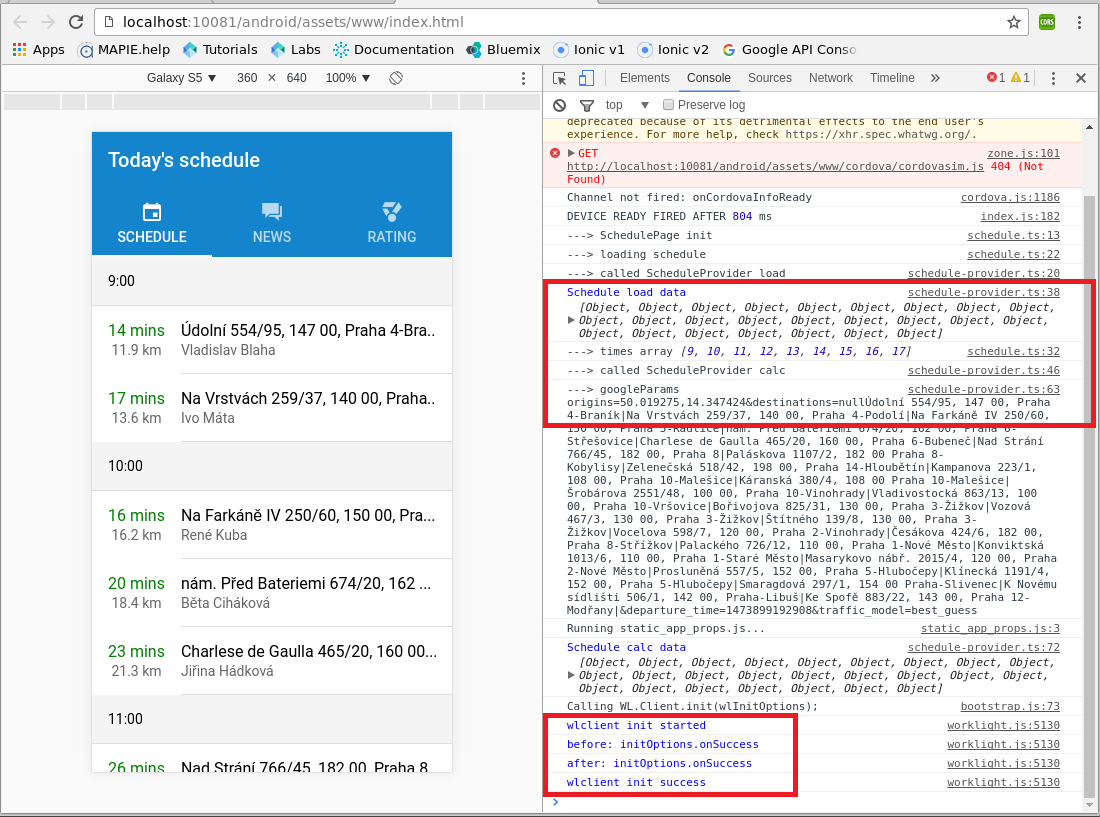 localhost:10081/android/assets/www/index.html
CORS
Apps MAPIE.help Tutorials Labs Documentation Bluemix Ionic v1 Ionic v2 Google API Conso
Galaxy S5 ▼ 360 × 640 100% ▼
Elements Console Sources Network Timeline » 1 1
top ▼ Preserve log
Today's schedule
SCHEDULE NEWS RATING
9:00
14 mins Údolní 554/95, 147 00, Praha 4-Bra..
11.9 km Vladislav Blaha
17 mins Na Vrstvách 259/37, 140 00, Praha..
13.6 km Ivo Máta
10:00
16 mins Na Farkáně IV 250/60, 150 00, Pra...
16.2 km René Kuba
20 mins nám. Před Bateriemi 674/20, 162 ...
18.4 km Běta Ciháková
23 mins Charlese de Gaulla 465/20, 160 00...
21.3 km Jiřina Hádková
11:00
26 mins Nad Strání 766/45, 182 00, Praha 8
deprecated because of its detrimental effects to the end user's
experience. For more help, check https://xhr.spec.whatwg.org/.
GET zone.js:101
http://localhost:10081/android/assets/www/cordova/cordovasim.js 404 (Not
Found)
Channel not fired: onCordovaInfoReady cordova.js:1186
DEVICE READY FIRED AFTER 804 ms index.js:182
---> SchedulePage init schedule.ts:13
---> loading schedule schedule.ts:22
---> called ScheduleProvider load schedule-provider.ts:20
Schedule load data schedule-provider.ts:38
[Object, Object, Object, Object, Object, Object, Object, Object, Object,
Object, Object, Object, Object, Object, Object, Object, Object, Object,
Object, Object, Object, Object, Object, Object, Object]
---> times array [9, 10, 11, 12, 13, 14, 15, 16, 17] schedule.ts:32
---> called ScheduleProvider calc schedule-provider.ts:46
---> googleParams schedule-provider.ts:63
origins=50.019275,14.347424&destinations=nullÚdolní 554/95, 147 00, Praha
4-Braník|Na Vrstvách 259/37, 140 00, Praha 4-Podolí|Na Farkáně IV 250/60,
150 00, Praha 5-Radlice|nám. Před Bateriemi 674/20, 162 00, Praha 6-
Střešovice|Charlese de Gaulla 465/20, 160 00, Praha 6-Bubeneč|Nad Strání
766/45, 182 00, Praha 8|Paláskova 1107/2, 182 00 Praha 8-
Kobylisy|Zelenečská 518/42, 198 00, Praha 14-Hloubětín|Kampanova 223/1,
108 00, Praha 10-Malešice|Káranská 380/4, 108 00 Praha 10-Malešice|
Šrobárova 2551/48, 100 00, Praha 10-Vinohrady|Vladivostocká 863/13, 100
00, Praha 10-Vršovice|Bořivojova 825/31, 130 00, Praha 3-Žižkov|Vozová
467/3, 130 00, Praha 3-Žižkov|Štítného 139/8, 130 00, Praha 3-
Žižkov|Vocelova 598/7, 120 00, Praha 2-Vinohrady|Česákova 424/6, 182 00,
Praha 8-Střížkov|Palackého 726/12, 110 00, Praha 1-Nové Město|Konviktská
1013/6, 110 00, Praha 1-Staré Město|Masarykovo nábř. 2015/4, 120 00, Praha
2-Nové Město|Prosluněná 557/5, 152 00, Praha 5-Hlubočepy|Klínecká 1191/4,
152 00, Praha 5-Hlubočepy|Smaragdová 297/1, 154 00 Praha-Slivenec|K Novému
sídlišti 506/1, 142 00, Praha-Libuš|Ke Spofě 883/22, 143 00, Praha 12-
Modřany|&departure_time=1473899192908&traffic_model=best_guess
Running static_app_props.js... static_app_props.js:3
Schedule calc data schedule-provider.ts:72
[Object, Object, Object, Object, Object, Object, Object, Object, Object,
Object, Object, Object, Object, Object, Object, Object, Object, Object,
Object, Object, Object, Object, Object, Object, Object]
Calling WL.Client.init(wlInitOptions); bootstrap.js:73
wlclient init started worklight.js:5130
before: initOptions.onSuccess worklight.js:5130
after: initOptions.onSuccess worklight.js:5130
wlclient init success worklight.js:5130